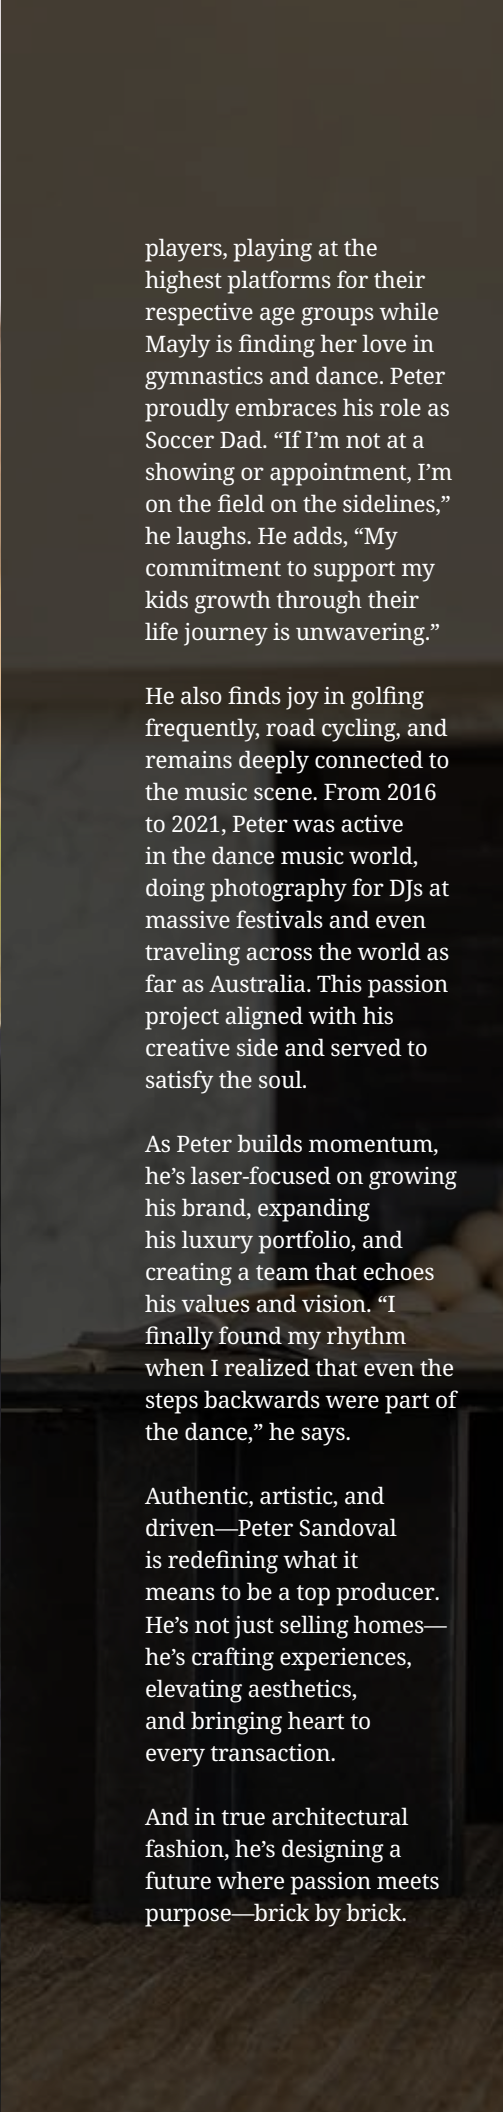 players, playing at the
highest platforms for their
respective age groups while
Mayly is finding her love in
gymnastics and dance. Peter
proudly embraces his role as
Soccer Dad. “If I’m not at a
showing or appointment, I’m
on the field on the sidelines,”
he laughs. He adds, “My
commitment to support my
kids growth through their
life journey is unwavering.”

He also finds joy in golfing
frequently, road cycling, and
remains deeply connected to
the music scene. From 2016
to 2021, Peter was active
in the dance music world,
doing photography for DJs at
massive festivals and even
traveling across the world as
far as Australia. This passion
project aligned with his
creative side and served to
satisfy the soul.

As Peter builds momentum,
he’s laser-focused on growing
his brand, expanding
his luxury portfolio, and
creating a team that echoes
his values and vision. “I
finally found my rhythm
when I realized that even the
steps backwards were part of
the dance,” he says.

Authentic, artistic, and
driven—Peter Sandoval
is redefining what it
means to be a top producer.
He’s not just selling homes—
he’s crafting experiences,
elevating aesthetics,
and bringing heart to
every transaction.

And in true architectural
fashion, he’s designing a
future where passion meets
purpose—brick by brick.